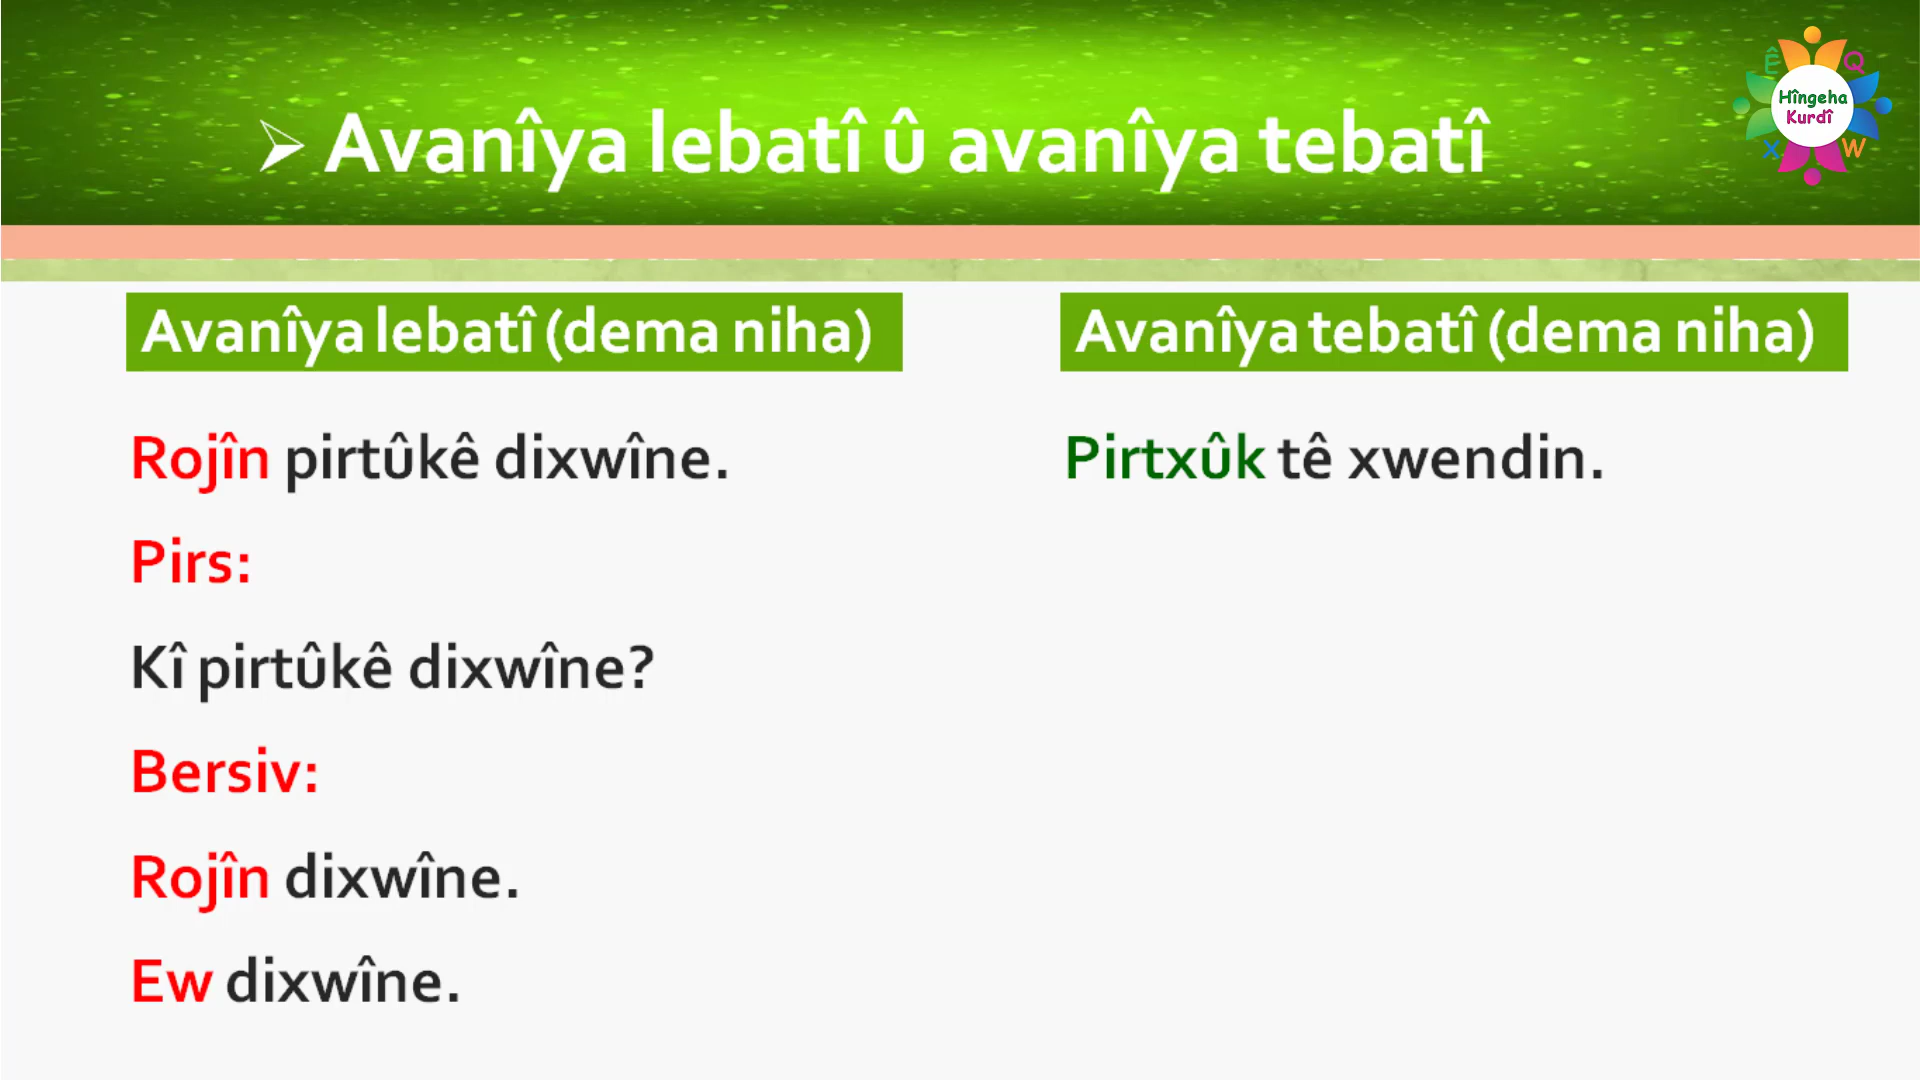 Avanîya lebatî û avanîya tebatî
Ê Q
Hîngeha
Kurdî
X W
Avanîya lebatî (dema niha)
Rojîn pirtûkê dixwîne.
Pirs:
Kî pirtûkê dixwîne?
Bersiv:
Rojîn dixwîne.
Ew dixwîne.
Avanîya tebatî (dema niha)
Pirtxûk tê xwendin.